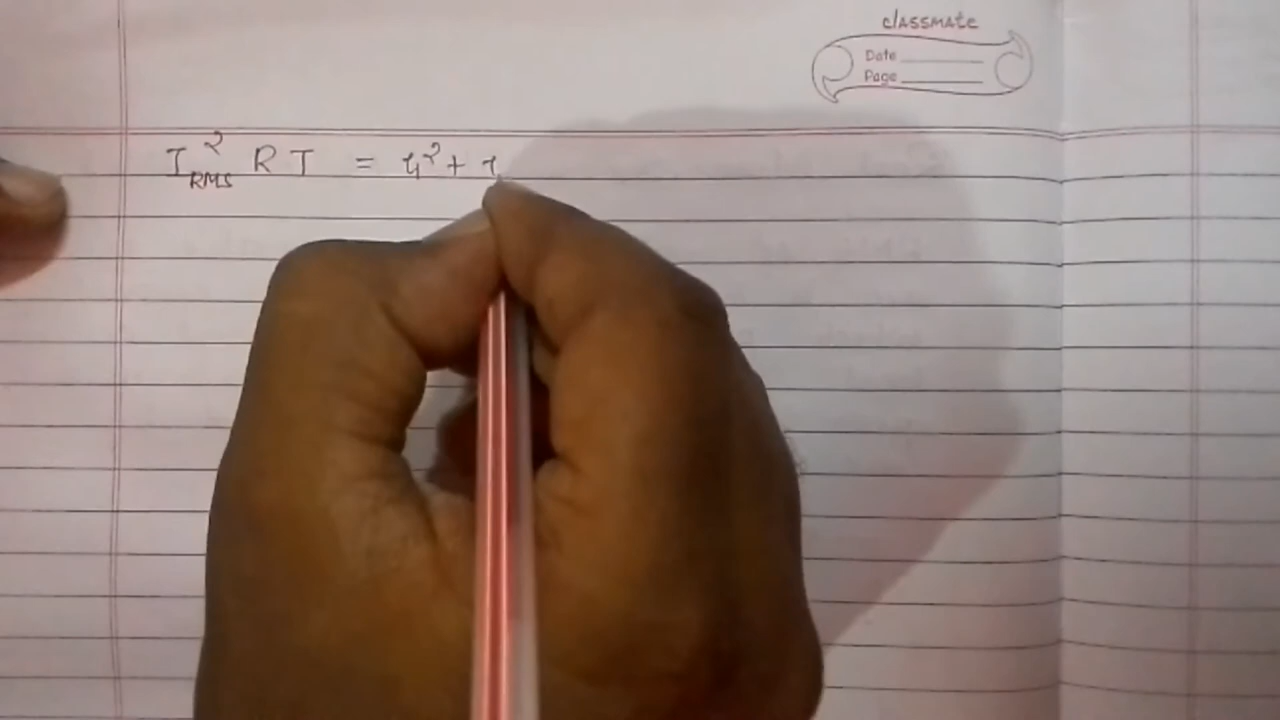 classmate
Date
Page
I²RMS R T = i₁² + i